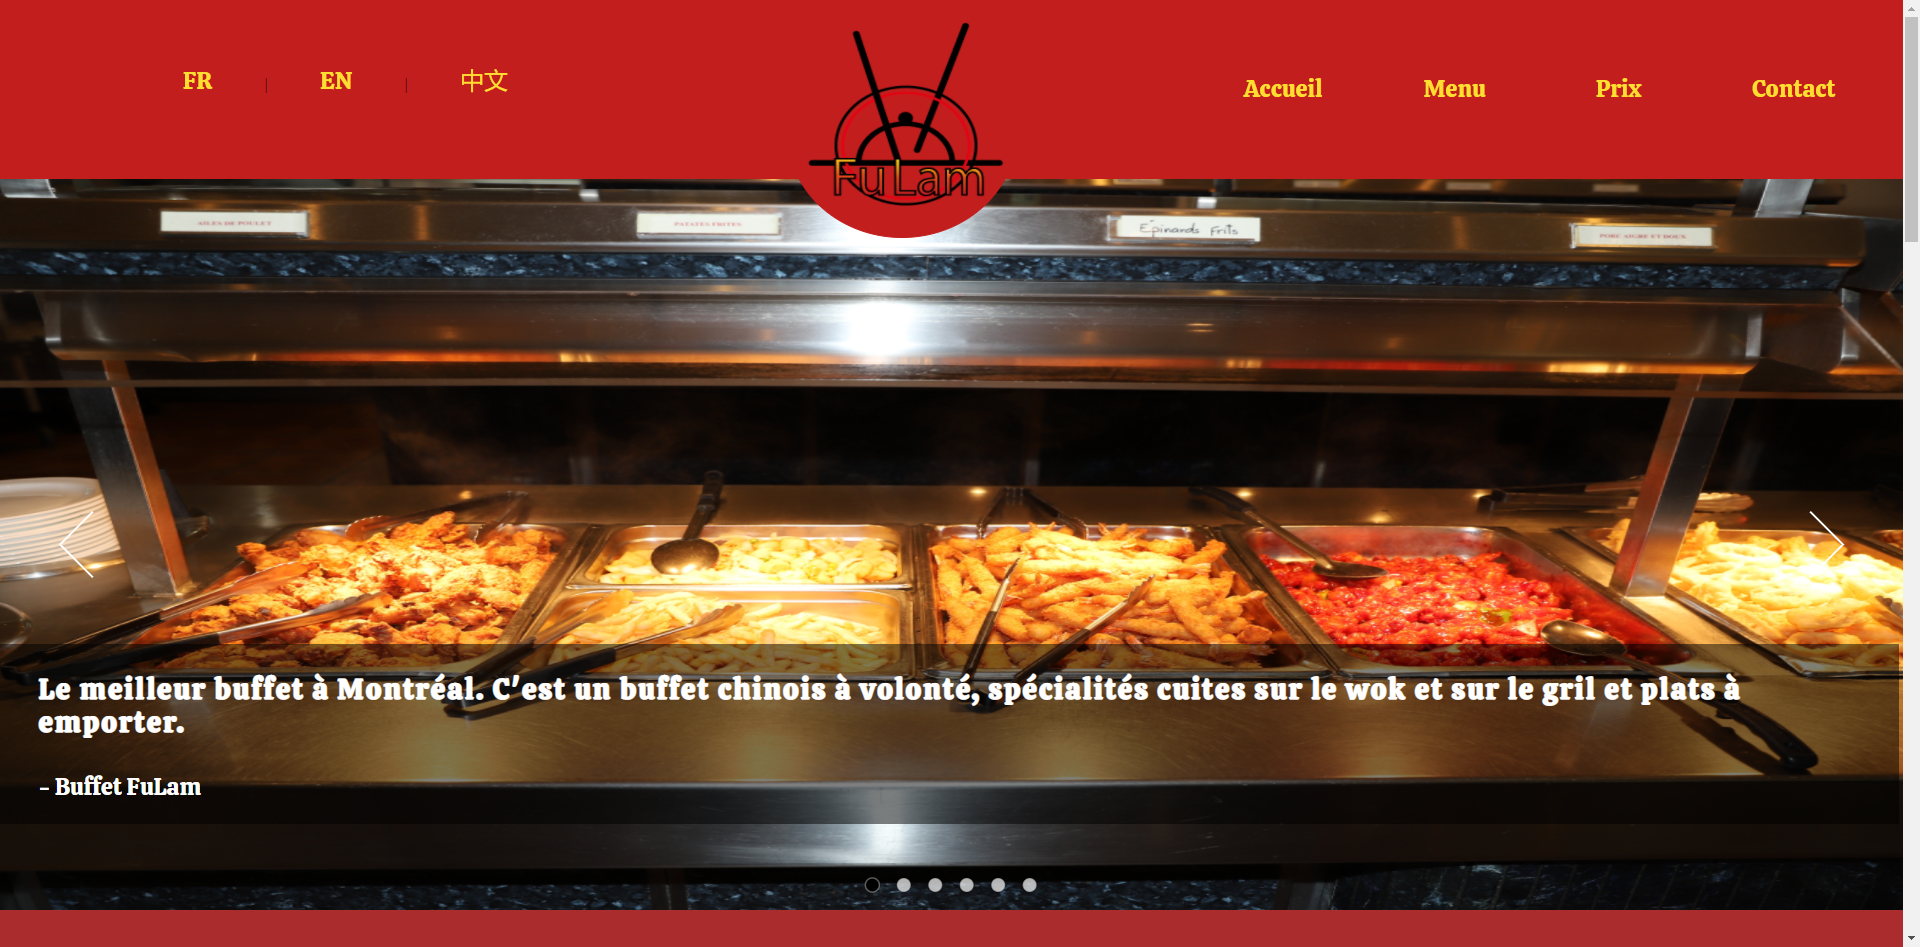 FR
EN
中文
FuLam
Accueil
Menu
Prix
Contact
AILES DE POULET
PATATES FRITES
Épinards Frits
PORC AIGRE ET DOUX
Le meilleur buffet à Montréal. C'est un buffet chinois à volonté, spécialités cuites sur le wok et sur le gril et plats à
emporter.
- Buffet FuLam